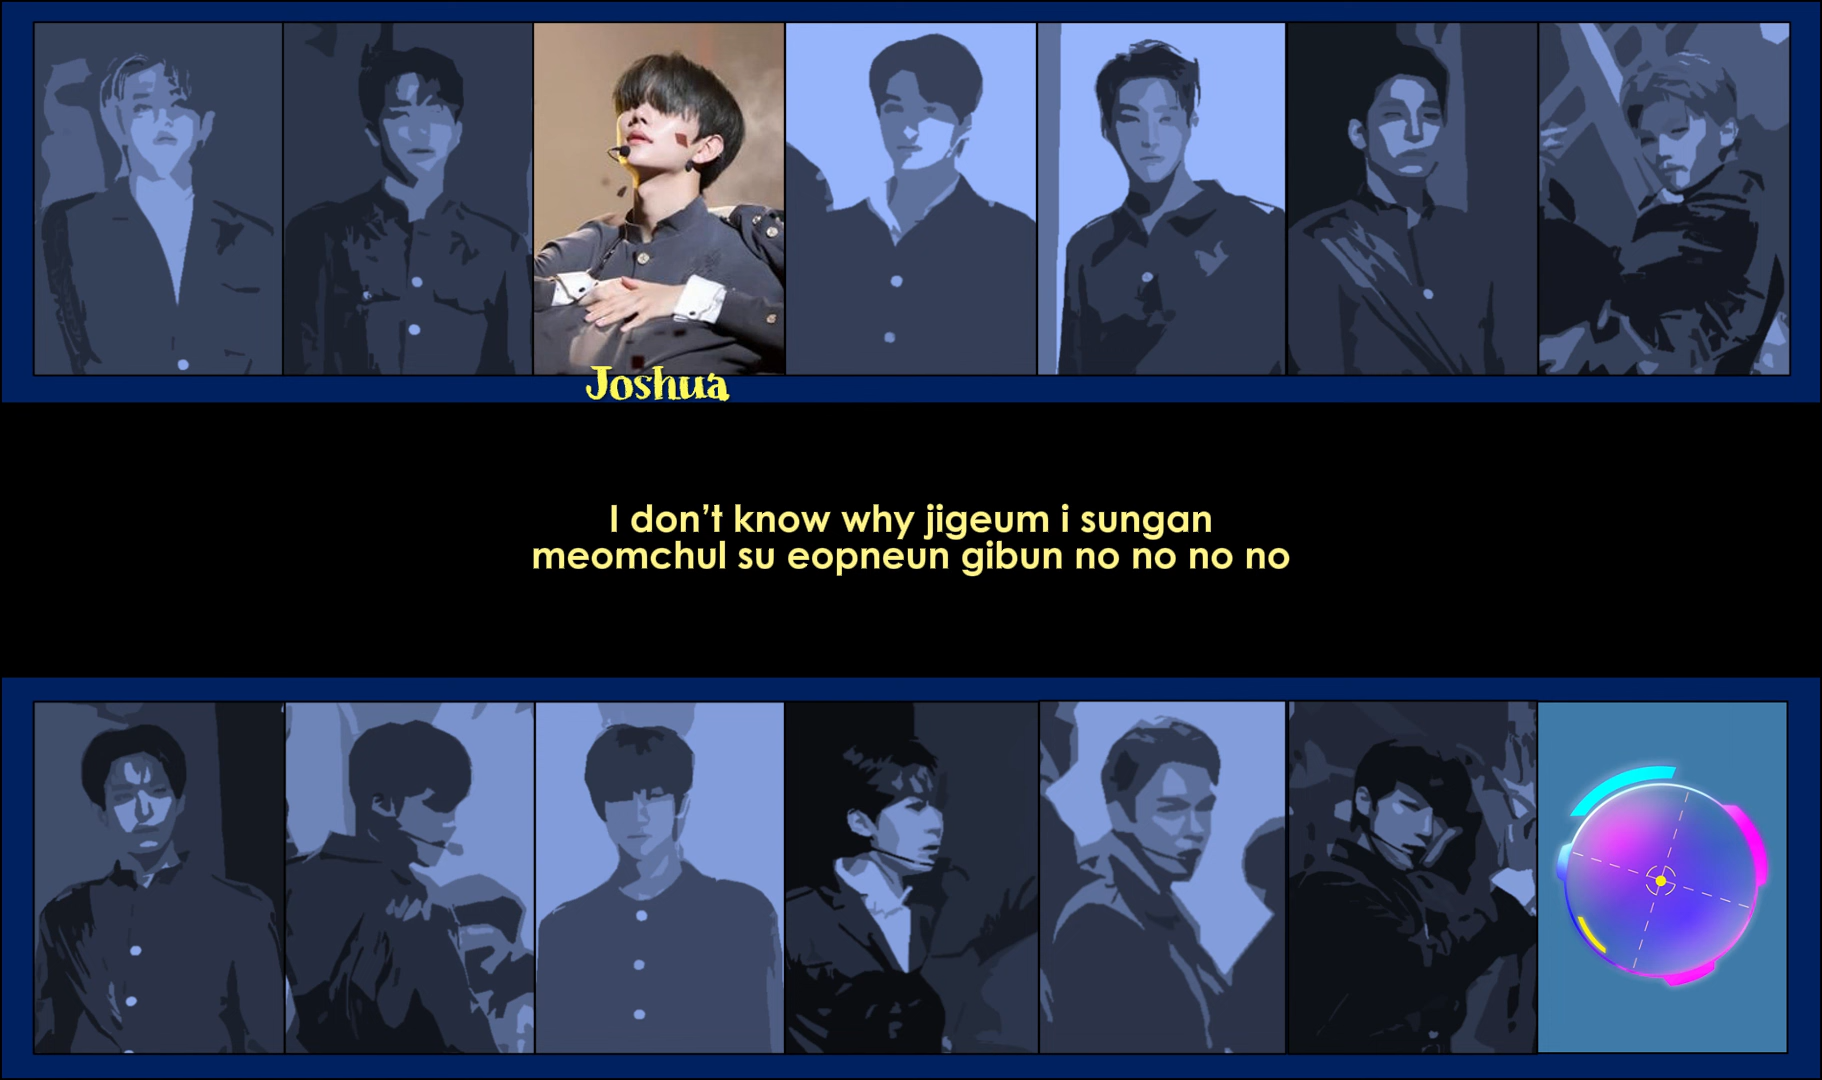 Joshua
I don’t know why jigeum i sungan
meomchul su eopneun gibun no no no no